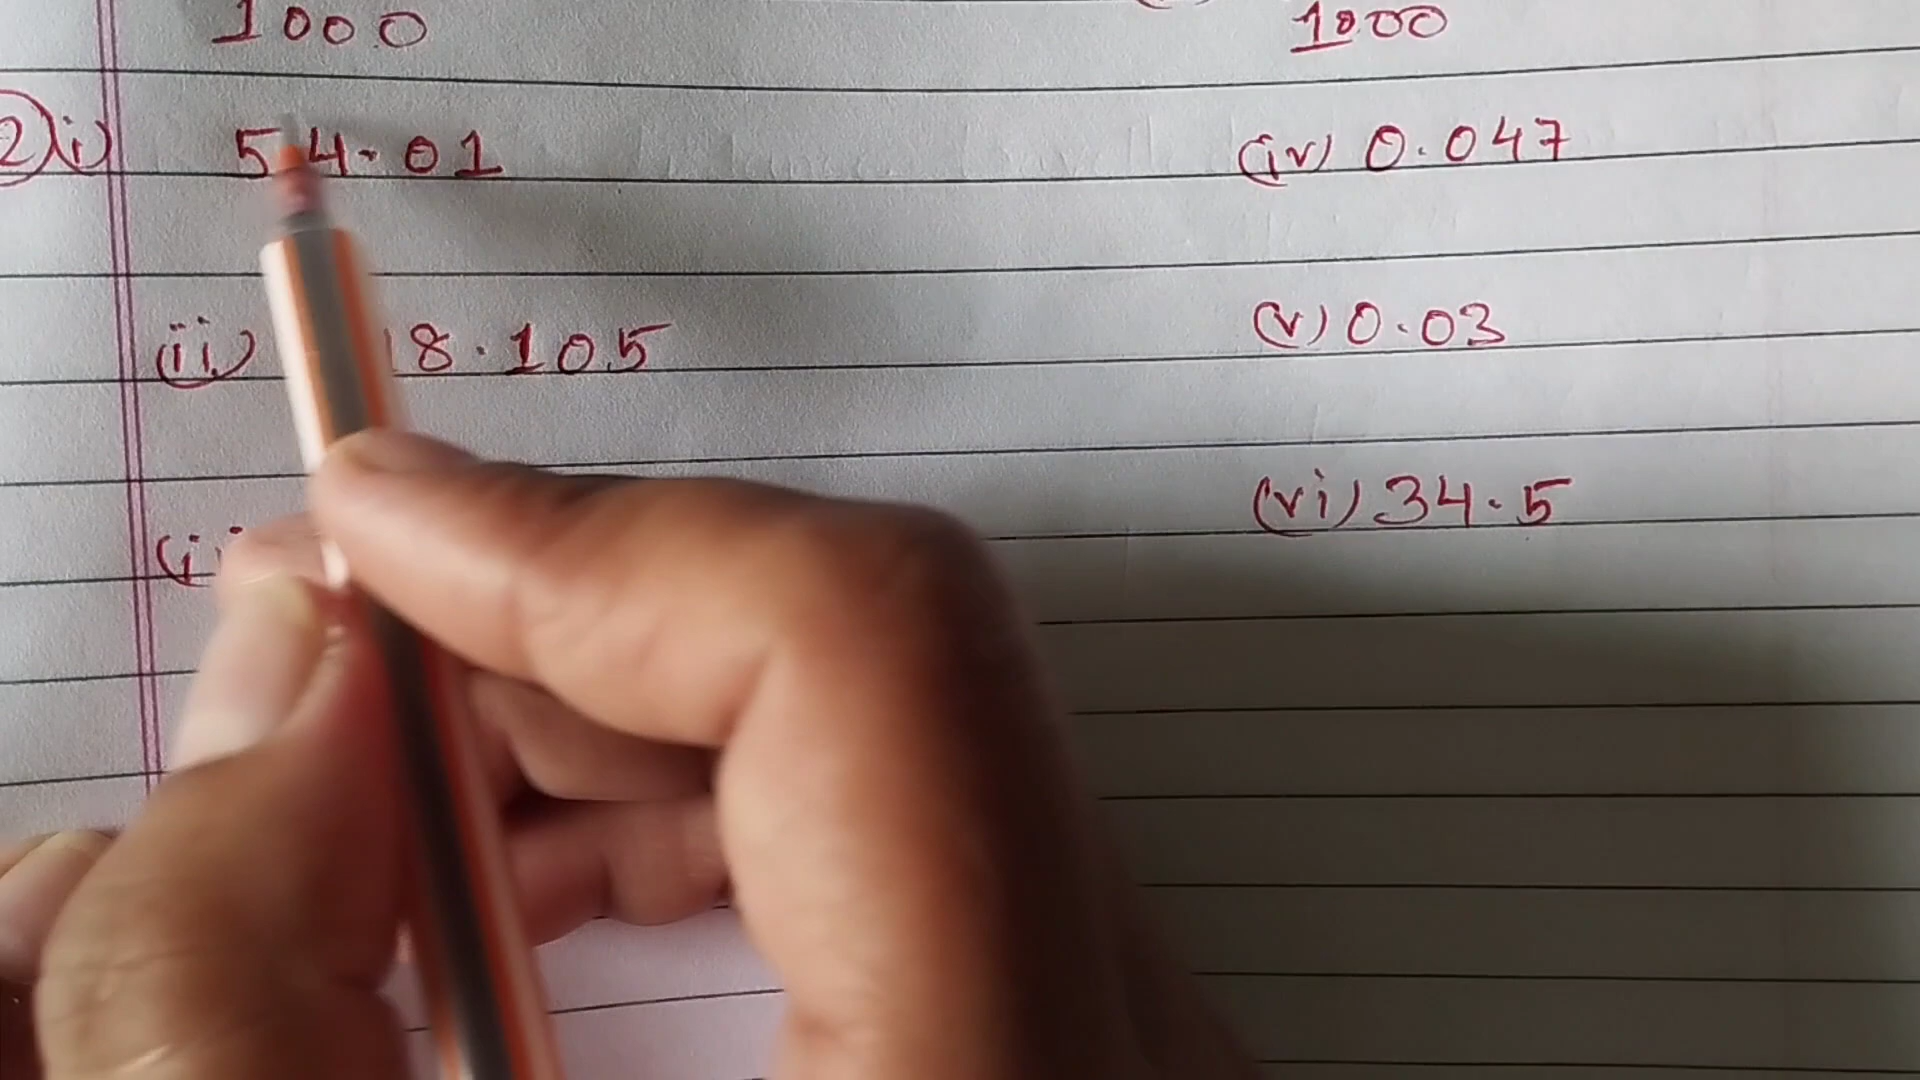 1000
1000
2) i) 54.01
(iv) 0.047
(ii) 18.105
(v) 0.03
(vi) 34.5